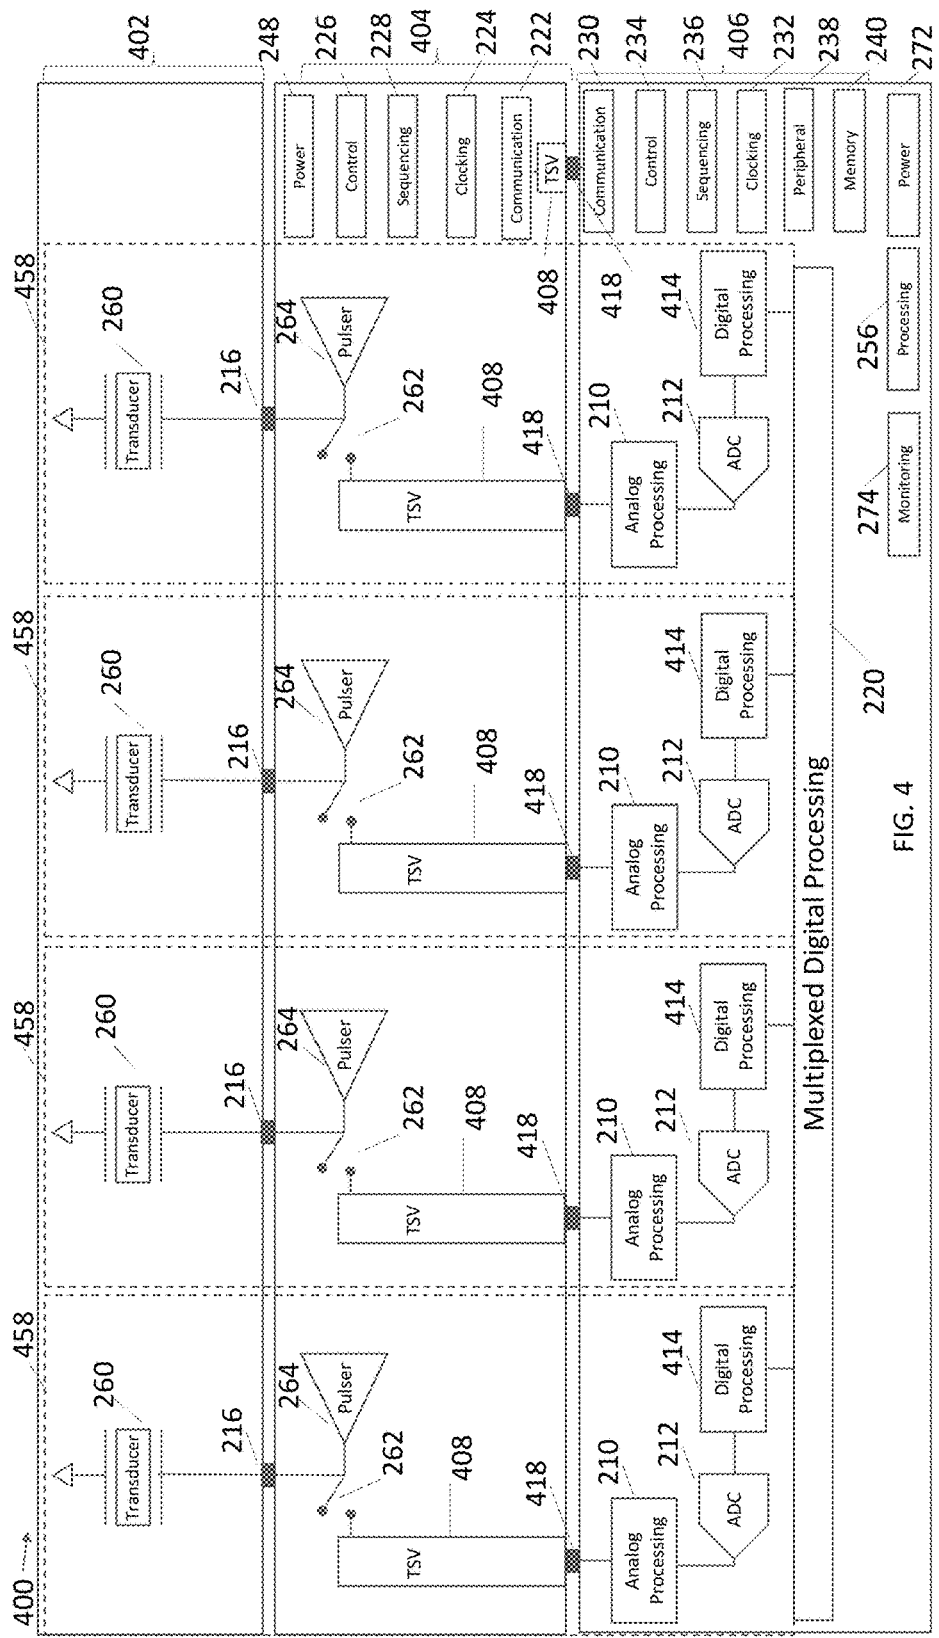 400
458
458
458
458
402
260
Transducer
260
Transducer
260
Transducer
260
Transducer
216
216
216
216
248
226
228
404
224
222
264
Pulser
264
Pulser
264
Pulser
264
Pulser
Power
Control
Sequencing
Clocking
Communication
TSV
262
262
262
262
408
TSV
408
TSV
408
TSV
408
TSV
408
418
418
418
418
418
230
234
236
406
232
238
240
272
210
Analog
Processing
210
Analog
Processing
210
Analog
Processing
210
Analog
Processing
212
ADC
212
ADC
212
ADC
212
ADC
414
Digital
Processing
414
Digital
Processing
414
Digital
Processing
414
Digital
Processing
Communication
Control
Sequencing
Clocking
Peripheral
Memory
Power
Multiplexed Digital Processing
220
274
Monitoring
256
Processing
FIG. 4